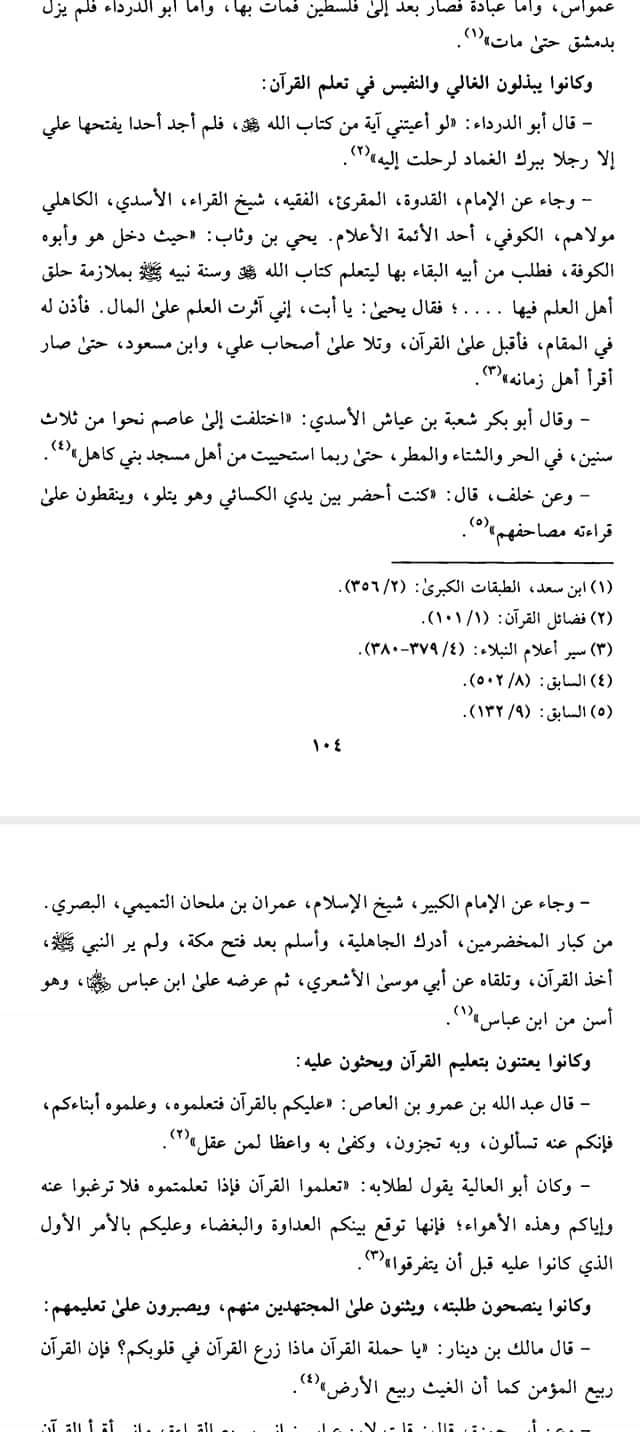 عمواس، وأما عبادة فصار بعد إلى فلسطين فمات بها، وأما أبو الدرداء فلم يزل
بدمشق حتىٰ مات»(١).
وكانوا يبذلون الغالي والنفيس في تعلم القرآن:
- قال أبو الدرداء: «لو أعيتني آية من كتاب الله ﷻ، فلم أجد أحدا يفتحها علي
إلا رجلا ببرك الغماد لرحلت إليه»(٢).
- وجاء عن الإمام، القدوة، المقرئ، الفقيه، شيخ القراء، الأسدي، الكاهلي
مولاهم، الكوفي، أحد الأئمة الأعلام. يحي بن وثاب: «حيث دخل هو وأبوه
الكوفة، فطلب من أبيه البقاء بها ليتعلم كتاب الله ﷻ وسنة نبيه ﷺ بملازمة حلق
أهل العلم فيها ....؛ فقال يحيىٰ: يا أبت، إني آثرت العلم علىٰ المال. فأذن له
في المقام، فأقبل علىٰ القرآن، وتلا علىٰ أصحاب علي، وابن مسعود، حتىٰ صار
أقرأ أهل زمانه»(٣).
- وقال أبو بكر شعبة بن عياش الأسدي: «اختلفت إلىٰ عاصم نحوا من ثلاث
سنين، في الحر والشتاء والمطر، حتىٰ ربما استحييت من أهل مسجد بني كاهل»(٤).
- وعن خلف، قال: «كنت أحضر بين يدي الكسائي وهو يتلو، وينقطون علىٰ
قراءته مصاحفهم»(٥).
(١) ابن سعد، الطبقات الكبرىٰ: (٣٥٦/٢).
(٢) فضائل القرآن: (١٠١/١).
(٣) سير أعلام النبلاء: (٣٧٩/٤-٣٨٠).
(٤) السابق: (٥٠٢/٨).
(٥) السابق: (١٣٢/٩).
١٠٤
- وجاء عن الإمام الكبير، شيخ الإسلام، عمران بن ملحان التميمي، البصري.
من كبار المخضرمين، أدرك الجاهلية، وأسلم بعد فتح مكة، ولم ير النبي ﷺ،
أخذ القرآن، وتلقاه عن أبي موسىٰ الأشعري، ثم عرضه علىٰ ابن عباس رضي الله عنهما، وهو
أسن من ابن عباس»(١).
وكانوا يعتنون بتعليم القرآن ويحثون عليه:
- قال عبد الله بن عمرو بن العاص: «عليكم بالقرآن فتعلموه، وعلموه أبناءكم،
فإنكم عنه تسألون، وبه تجزون، وكفىٰ به واعظا لمن عقل»(٢).
- وكان أبو العالية يقول لطلابه: «تعلموا القرآن فإذا تعلمتموه فلا ترغبوا عنه
وإياكم وهذه الأهواء؛ فإنها توقع بينكم العداوة والبغضاء وعليكم بالأمر الأول
الذي كانوا عليه قبل أن يتفرقوا»(٣).
وكانوا ينصحون طلبته، ويثنون علىٰ المجتهدين منهم، ويصبرون علىٰ تعليمهم:
- قال مالك بن دينار: «يا حملة القرآن ماذا زرع القرآن في قلوبكم؟ فإن القرآن
ربيع المؤمن كما أن الغيث ربيع الأرض»(٤).